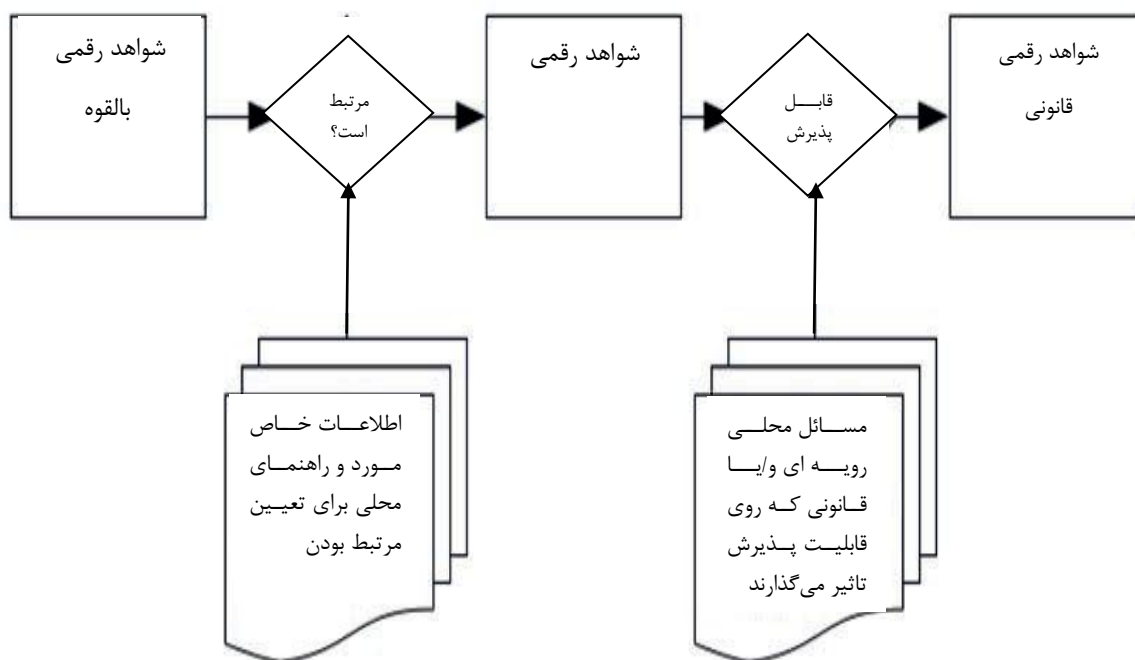 شواهد رقمی
بالقوه
مرتبط
است؟
شواهد رقمی
قابل
پذیرش
شواهد رقمی
قانونی
اطلاعات خاص
مورد و راهنمای
محلی برای تعیین
مرتبط بودن
مسائل محلی
رویه ای و/یا
قانونی که روی
قابلیت پذیرش
تاثیر می‌گذارند